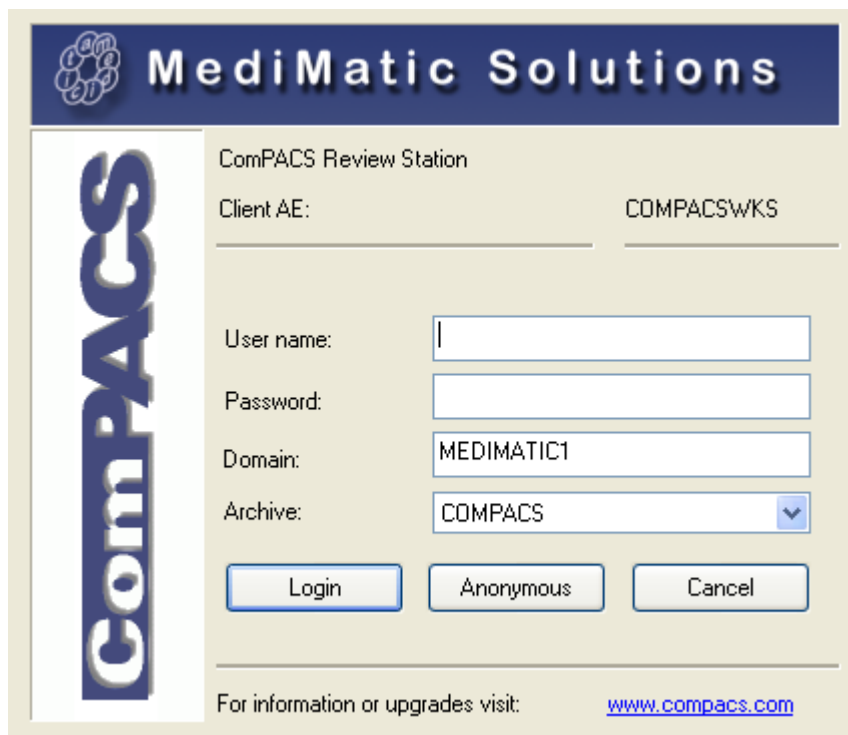 MediMatic Solutions
ComPACS
ComPACS Review Station
Client AE: COMPACSWKS
User name:
Password:
Domain: MEDIMATIC1
Archive: COMPACS
Login Anonymous Cancel
For information or upgrades visit: www.compacs.com